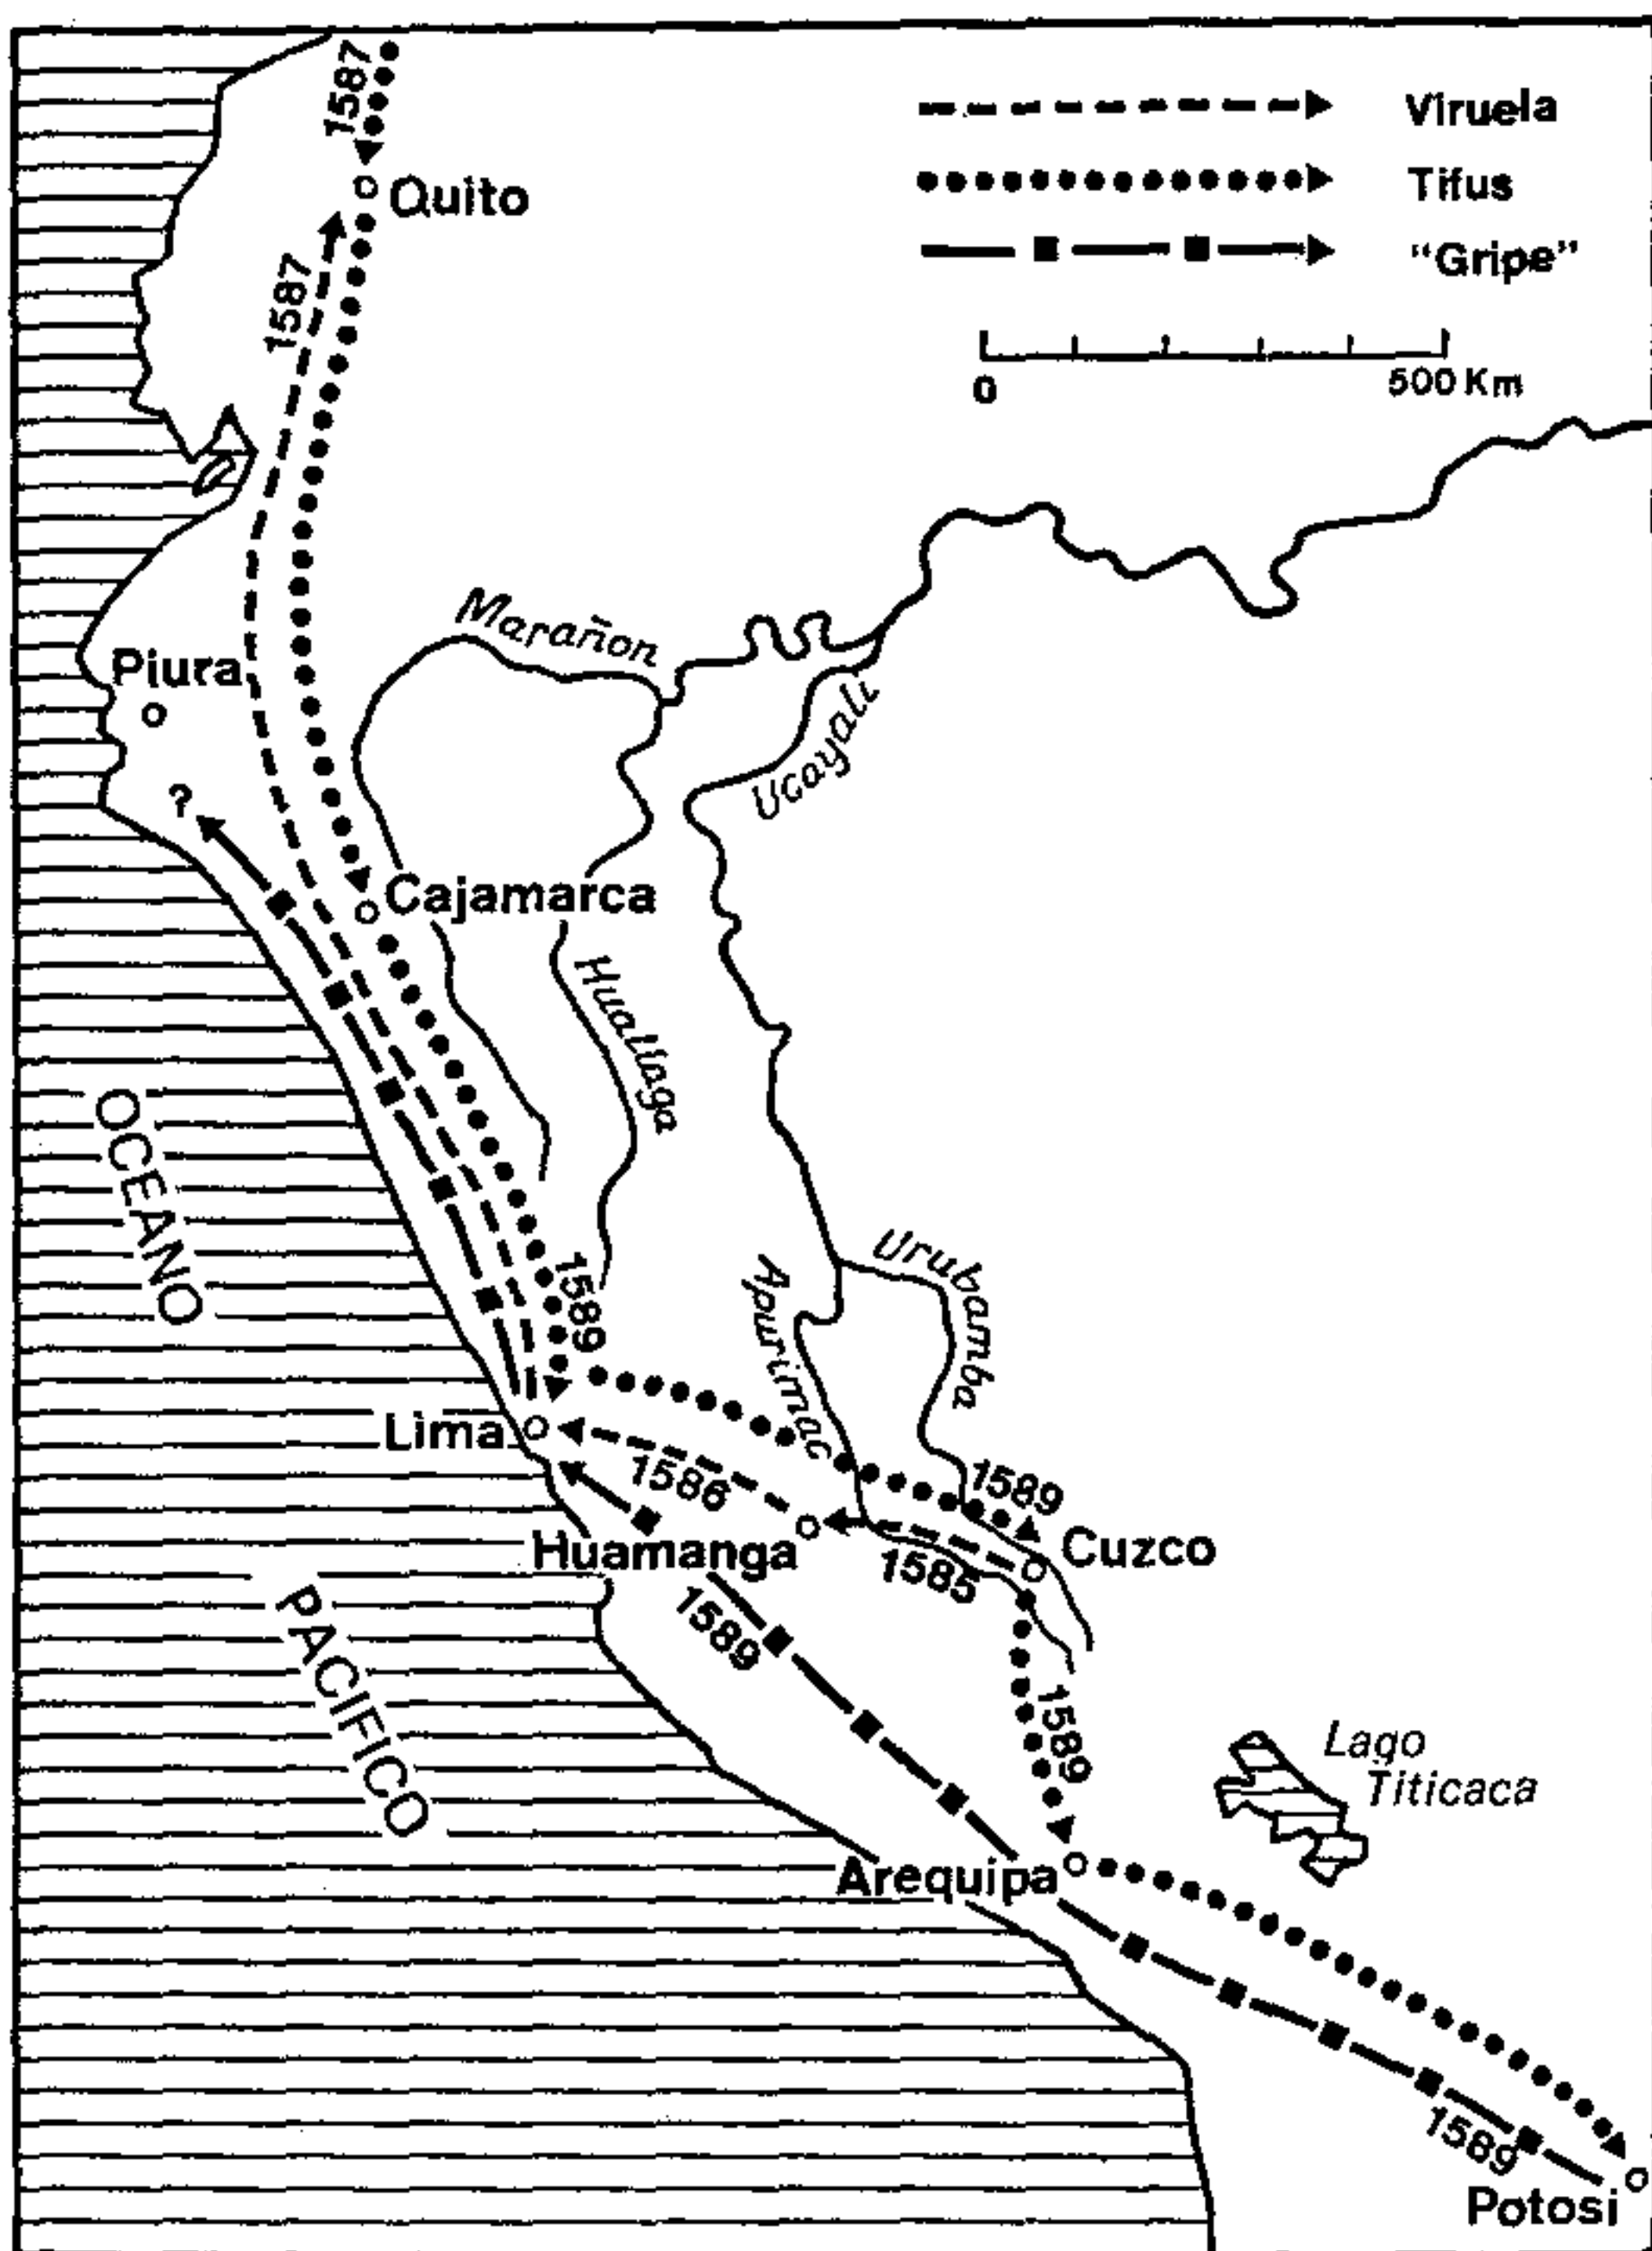 1587
Quito
1587
Viruela
Tifus
“Gripe”
0
500 Km
Marañon
Piura
Ucayali
?
Cajamarca
Huallaga
OCEANO
1589
Urubamba
Apurimac
Lima
1586
1589
Huamanga
1585
Cuzco
1589
PACIFICO
1589
Lago
Titicaca
Arequipa
1589
Potosi